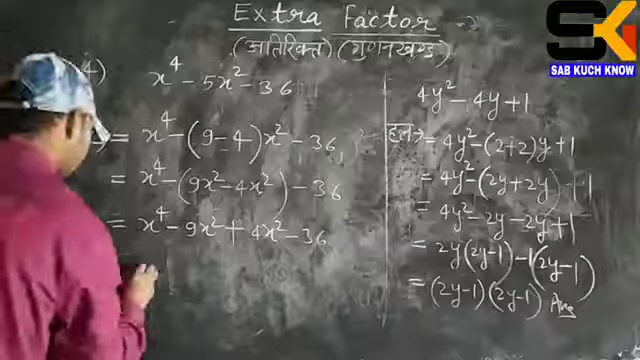 Extra Factor
(अतिरिक्त) (गुणनखण्ड)
4)
x⁴ - 5x² - 36
= x⁴ - (9 - 4)x² - 36,
= x⁴ - (9x² - 4x²) - 36
= x⁴ - 9x² + 4x² - 36
4y² - 4y + 1
हल→ = 4y² - (2+2)y + 1
= 4y² - (2y + 2y) + 1
= 4y² - 2y - 2y + 1
= 2y(2y-1) - 1(2y-1)
= (2y-1)(2y-1) Ans
SK
SAB KUCH KNOW